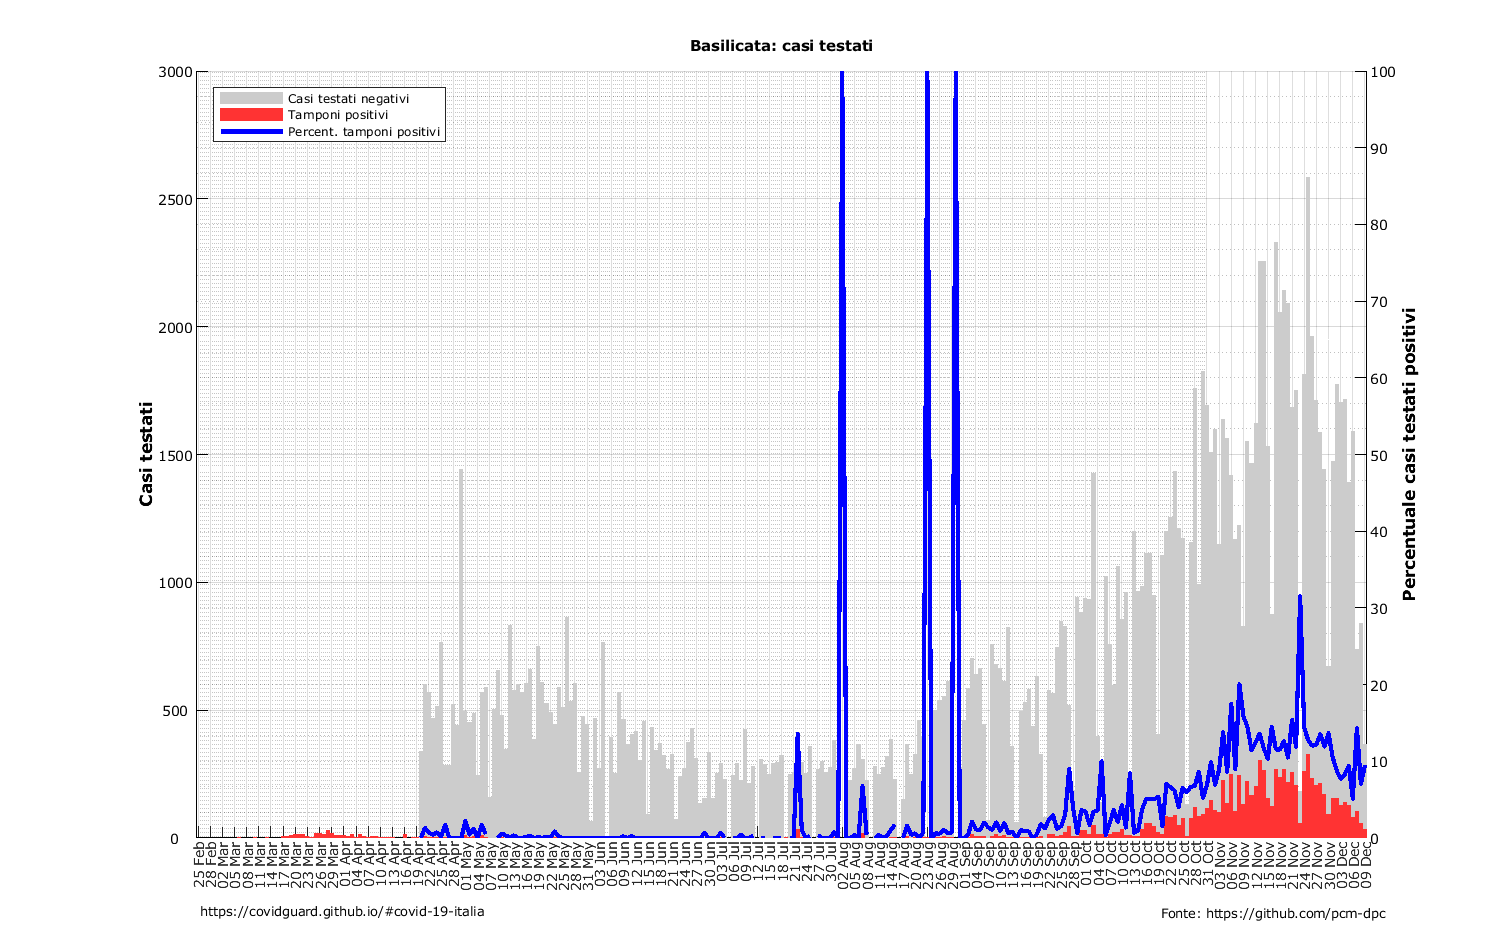 Basilicata: casi testati
3000
2500
2000
1500
1000
500
0
Casi testati
Casi testati negativi
Tamponi positivi
Percent. tamponi positivi
100
90
80
70
60
50
40
30
20
10
0
Percentuale casi testati positivi
25 Feb
28 Feb
02 Mar
05 Mar
08 Mar
11 Mar
14 Mar
17 Mar
20 Mar
23 Mar
26 Mar
29 Mar
01 Apr
04 Apr
07 Apr
10 Apr
13 Apr
16 Apr
19 Apr
22 Apr
25 Apr
28 Apr
01 May
04 May
07 May
10 May
13 May
16 May
19 May
22 May
25 May
28 May
31 May
03 Jun
06 Jun
09 Jun
12 Jun
15 Jun
18 Jun
21 Jun
24 Jun
27 Jun
30 Jun
03 Jul
06 Jul
09 Jul
12 Jul
15 Jul
18 Jul
21 Jul
24 Jul
27 Jul
30 Jul
02 Aug
05 Aug
08 Aug
11 Aug
14 Aug
17 Aug
20 Aug
23 Aug
26 Aug
29 Aug
01 Sep
04 Sep
07 Sep
10 Sep
13 Sep
16 Sep
19 Sep
22 Sep
25 Sep
28 Sep
01 Oct
04 Oct
07 Oct
10 Oct
13 Oct
16 Oct
19 Oct
22 Oct
25 Oct
28 Oct
31 Oct
03 Nov
06 Nov
09 Nov
12 Nov
15 Nov
18 Nov
21 Nov
24 Nov
27 Nov
30 Nov
03 Dec
06 Dec
09 Dec
https://covidguard.github.io/#covid-19-italia
Fonte: https://github.com/pcm-dpc